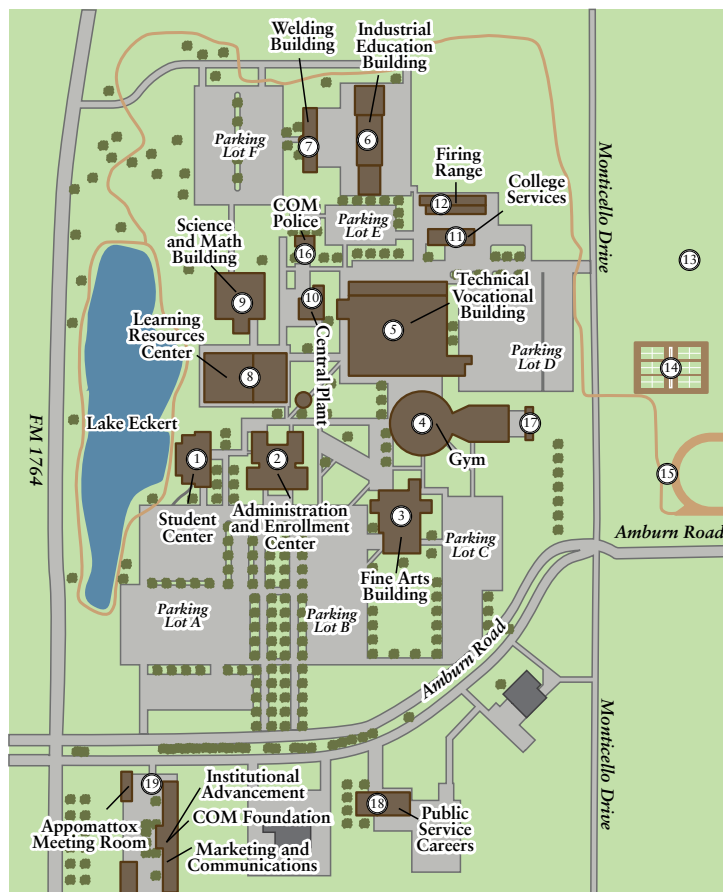 Welding
Building
Industrial
Education
Building
Parking
Lot F
6
7
Firing
Range
College
Services
12
11
COM
Police
Parking
Lot E
16
Science
and Math
Building
Monticello Drive
13
10
9
Technical
Vocational
Building
5
Learning
Resources
Center
Central Plant
Parking
Lot D
14
8
Lake Eckert
FM 1764
4
17
Gym
1
2
15
Student
Center
Administration
and Enrollment
Center
3
Parking
Lot C
Amburn Road
Fine Arts
Building
Parking
Lot A
Parking
Lot B
Amburn Road
Monticello Drive
19
Institutional
Advancement
18
COM Foundation
Appomattox
Meeting Room
Public
Service
Careers
Marketing and
Communications